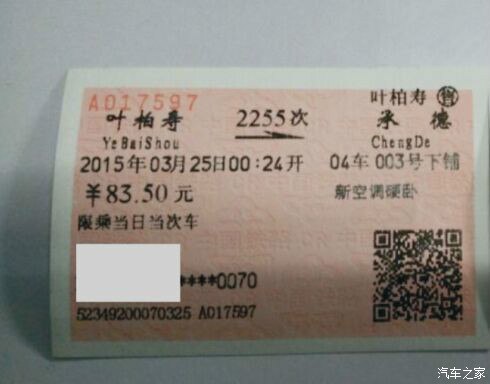 叶柏寿 售
A017597
叶柏寿 2255次 承德
YeBaiShou ChengDe
2015年03月25日00:24开 04车003号下铺
￥83.50元 新空调硬卧
限乘当日当次车
****0070
52349200070325 A017597
汽车之家